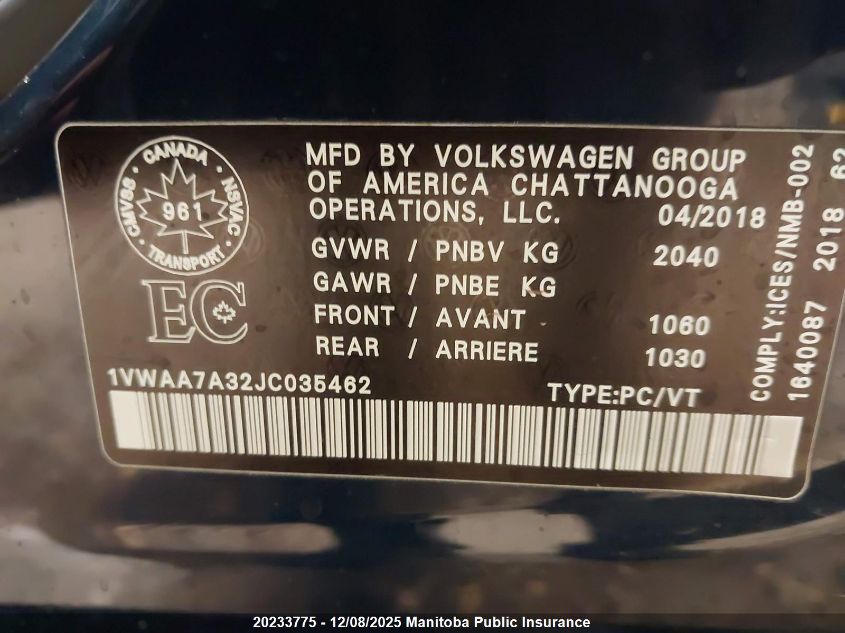 CANADA
CMVSS
NSVAC
961
TRANSPORT
EC
MFD BY VOLKSWAGEN GROUP
OF AMERICA CHATTANOOGA
OPERATIONS, LLC. 04/2018
GVWR / PNBV KG 2040
GAWR / PNBE KG
FRONT / AVANT 1060
REAR / ARRIERE 1030
1VWAA7A32JC035462 TYPE:PC/VT
COMPLY:ICES/NMB-002
1640087 2018 62
20233775 - 12/08/2025 Manitoba Public Insurance